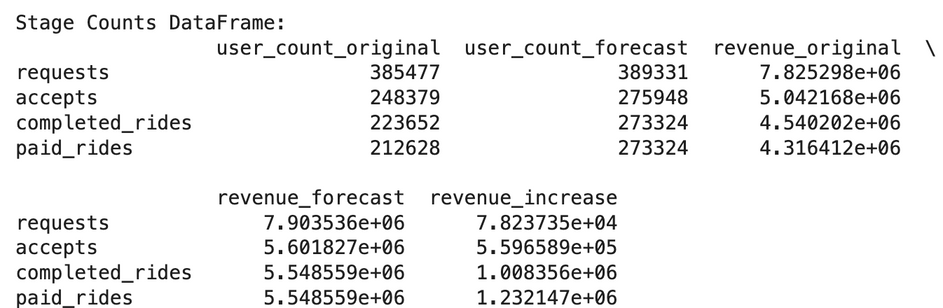 Stage Counts DataFrame:
user_count_original user_count_forecast revenue_original \
requests 385477 389331 7.825298e+06
accepts 248379 275948 5.042168e+06
completed_rides 223652 273324 4.540202e+06
paid_rides 212628 273324 4.316412e+06
revenue_forecast revenue_increase
requests 7.903536e+06 7.823735e+04
accepts 5.601827e+06 5.596589e+05
completed_rides 5.548559e+06 1.008356e+06
paid_rides 5.548559e+06 1.232147e+06